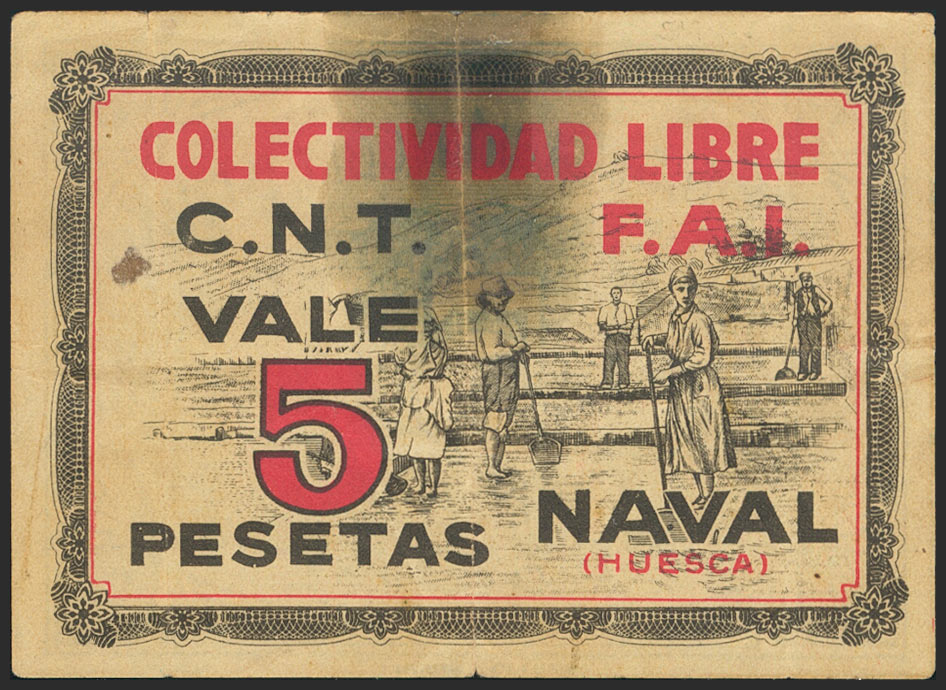 COLECTIVIDAD LIBRE
C.N.T. F.A.I.
VALE
5
PESETAS
NAVAL
(HUESCA)